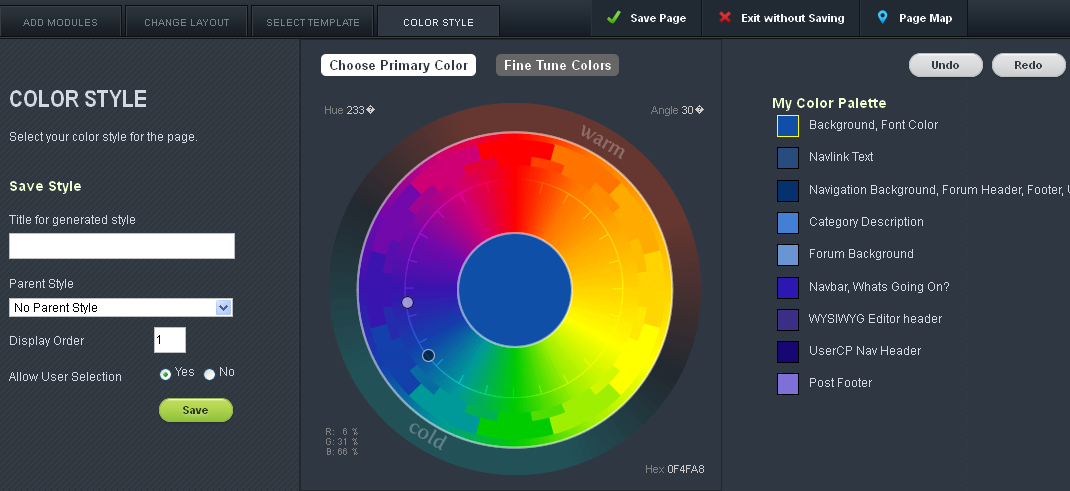 ADD MODULES
CHANGE LAYOUT
SELECT TEMPLATE
COLOR STYLE
Save Page
Exit without Saving
Page Map
COLOR STYLE
Select your color style for the page.
Save Style
Title for generated style
Parent Style
No Parent Style
Display Order
1
Allow User Selection
Yes
No
Save
Choose Primary Color
Fine Tune Colors
Hue 233�
Angle 30�
warm
cold
R: 6 %
G: 31 %
B: 66 %
Hex 0F4FA8
Undo
Redo
My Color Palette
Background, Font Color
Navlink Text
Navigation Background, Forum Header, Footer,
Category Description
Forum Background
Navbar, Whats Going On?
WYSIWYG Editor header
UserCP Nav Header
Post Footer